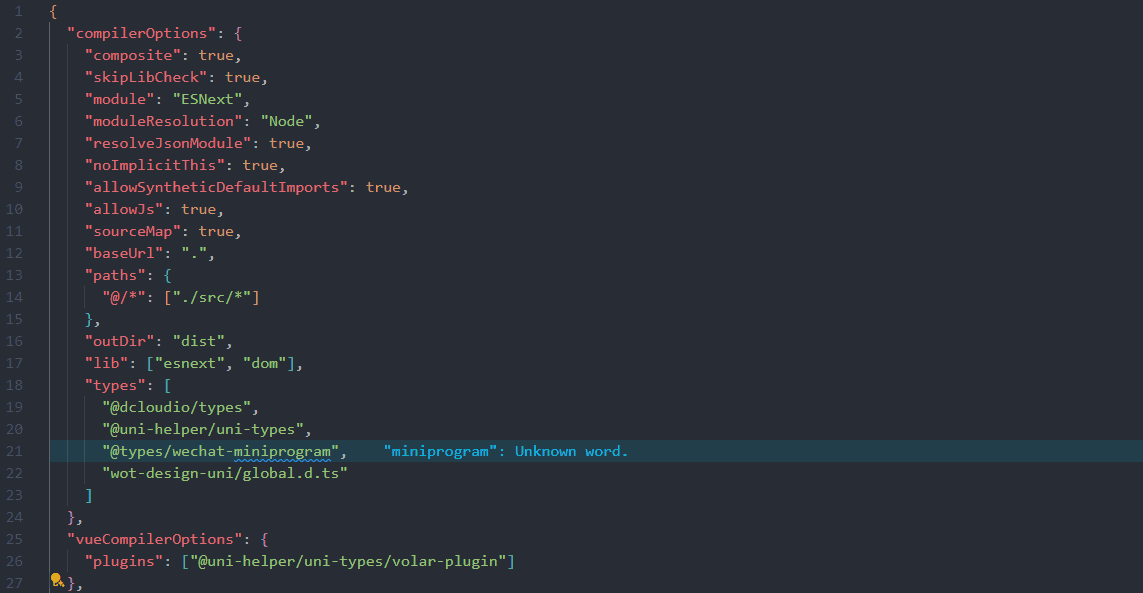 1 {
2 "compilerOptions": {
3 "composite": true,
4 "skipLibCheck": true,
5 "module": "ESNext",
6 "moduleResolution": "Node",
7 "resolveJsonModule": true,
8 "noImplicitThis": true,
9 "allowSyntheticDefaultImports": true,
10 "allowJs": true,
11 "sourceMap": true,
12 "baseUrl": ".",
13 "paths": {
14 "@/*": ["./src/*"]
15 },
16 "outDir": "dist",
17 "lib": ["esnext", "dom"],
18 "types": [
19 "@dcloudio/types",
20 "@uni-helper/uni-types",
21 "@types/wechat-miniprogram", "miniprogram": Unknown word.
22 "wot-design-uni/global.d.ts"
23 ]
24 },
25 "vueCompilerOptions": {
26 "plugins": ["@uni-helper/uni-types/volar-plugin"]
27 },